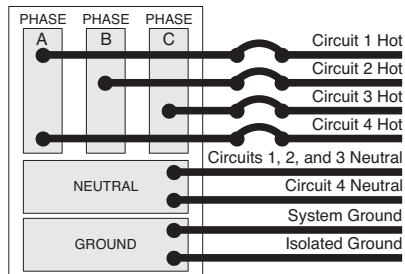 PHASE PHASE PHASE
A B C
Circuit 1 Hot
Circuit 2 Hot
Circuit 3 Hot
Circuit 4 Hot
Circuits 1, 2, and 3 Neutral
NEUTRAL
Circuit 4 Neutral
System Ground
GROUND
Isolated Ground